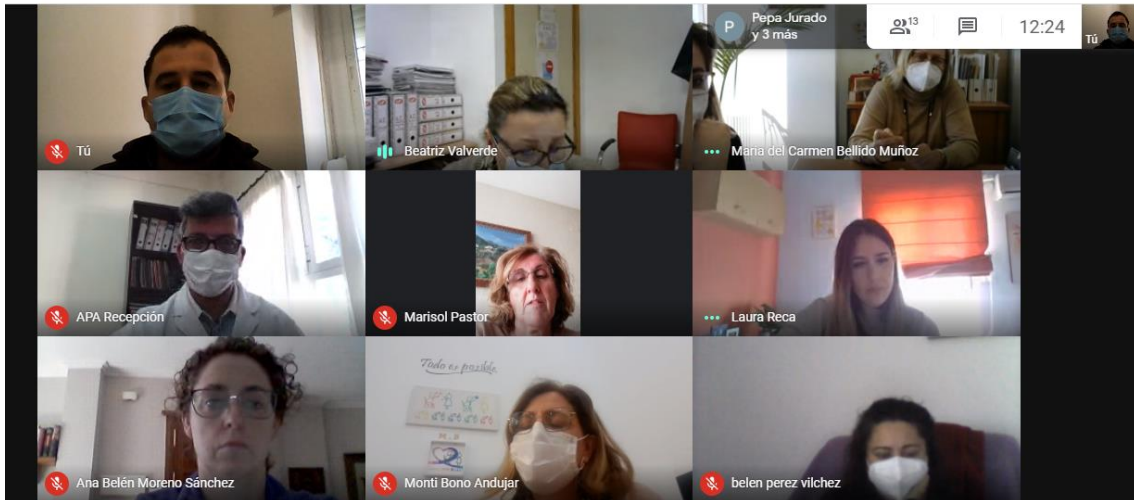 P
Pepa Jurado
y 3 más
13
12:24
Tú
Tú
Beatriz Valverde
Maria del Carmen Bellido Muñoz
APA Recepción
Marisol Pastor
Laura Reca
Todo es posible
Ana Belén Moreno Sánchez
Monti Bono Andujar
belen perez vilchez